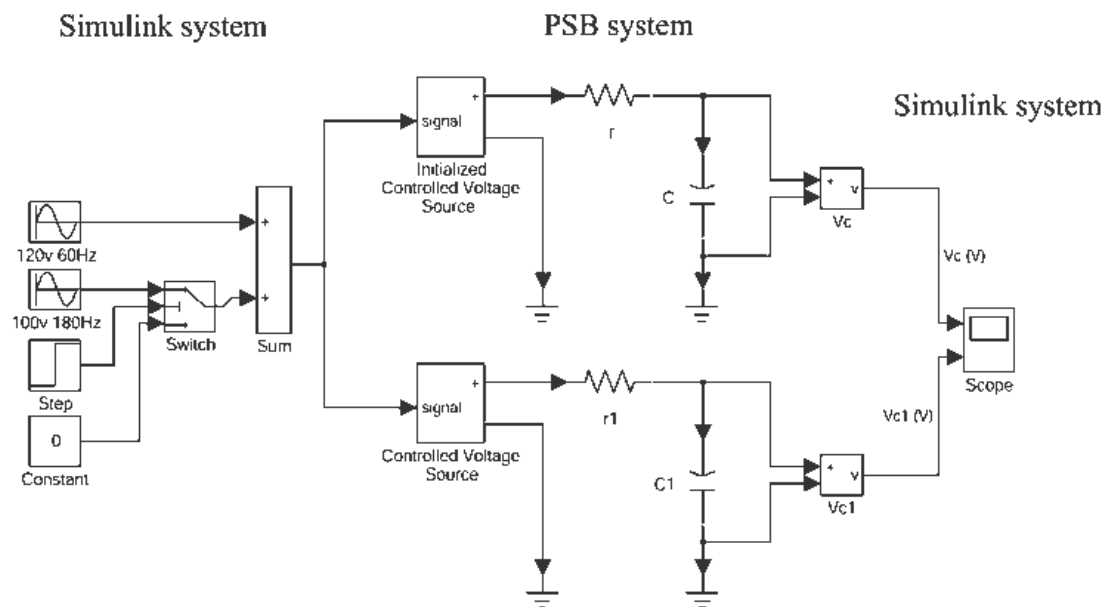 Simulink system
PSB system
Simulink system
+
signal
r
Initialized
Controlled Voltage
Source
C
+
v
Vc
Vc (V)
120v 60Hz
+
100v 180Hz
+
Switch
Sum
Step
0
Constant
+
signal
r1
Controlled Voltage
Source
C1
+
v
Vc1
Vc1 (V)
Scope